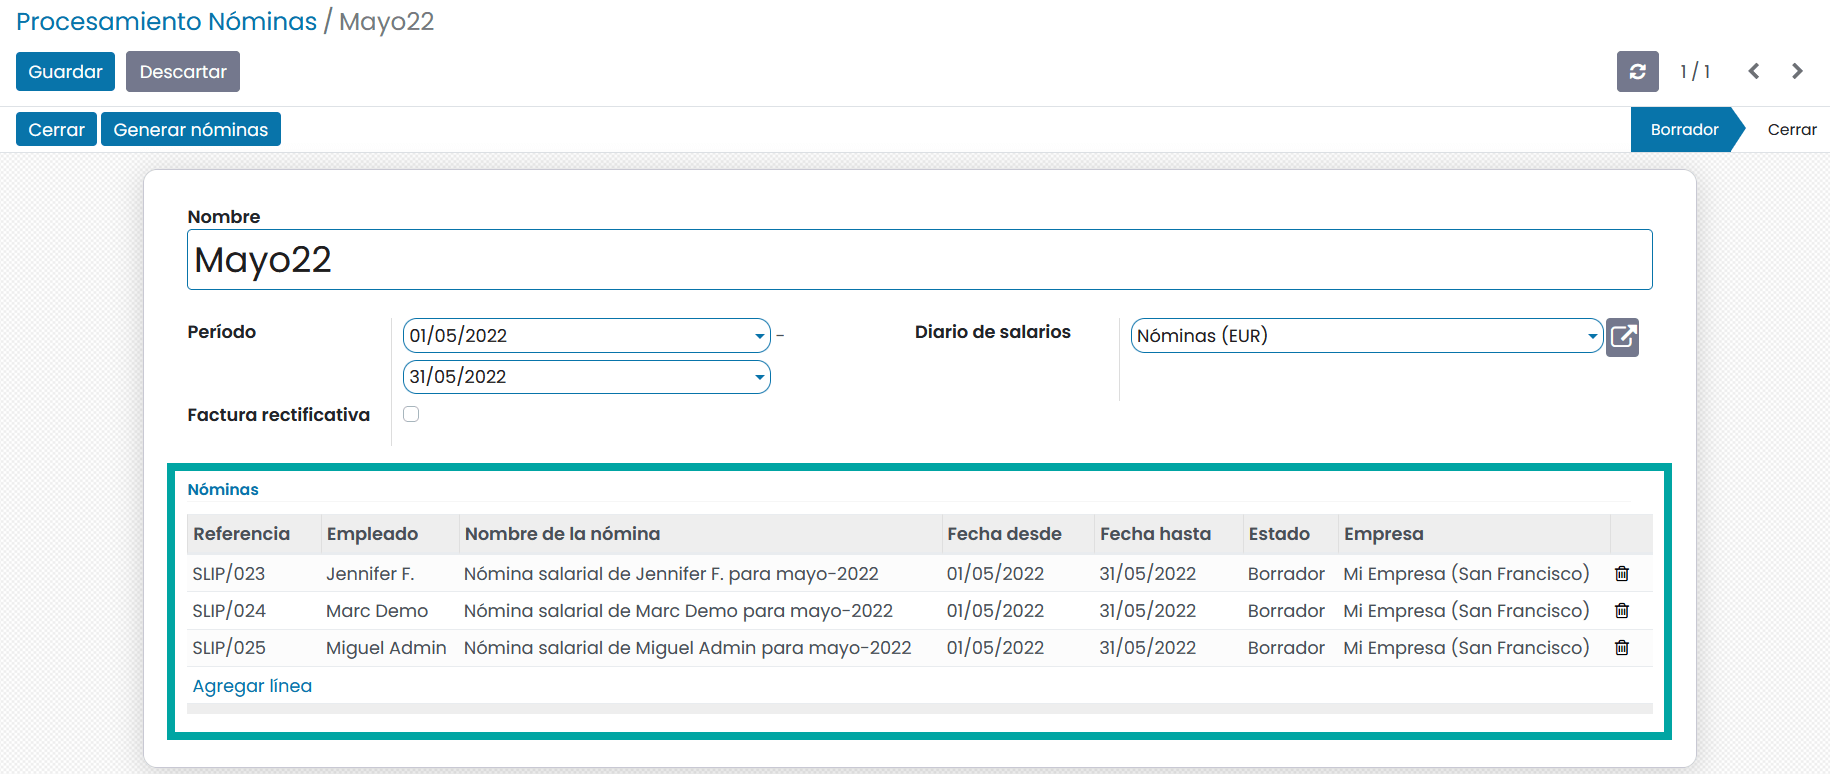 Procesamiento Nóminas / Mayo22
Guardar Descartar 1 / 1
Cerrar Generar nóminas Borrador Cerrar
Nombre
Mayo22
Período 01/05/2022 - Diario de salarios Nóminas (EUR)
31/05/2022
Factura rectificativa
Nóminas
Referencia Empleado Nombre de la nómina Fecha desde Fecha hasta Estado Empresa
SLIP/023 Jennifer F. Nómina salarial de Jennifer F. para mayo-2022 01/05/2022 31/05/2022 Borrador Mi Empresa (San Francisco)
SLIP/024 Marc Demo Nómina salarial de Marc Demo para mayo-2022 01/05/2022 31/05/2022 Borrador Mi Empresa (San Francisco)
SLIP/025 Miguel Admin Nómina salarial de Miguel Admin para mayo-2022 01/05/2022 31/05/2022 Borrador Mi Empresa (San Francisco)
Agregar línea